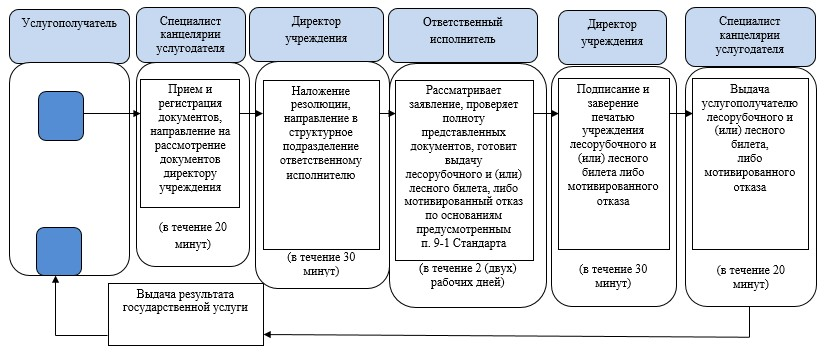 Услугополучатель
Специалист
канцелярии
услугодателя
Директор
учреждения
Ответственный
исполнитель
Директор
учреждения
Специалист
канцелярии
услугодателя
Прием и
регистрация
документов,
направление на
рассмотрение
документов
директору
учреждения
(в течение 20
минут)
Наложение
резолюции,
направление в
структурное
подразделение
ответственному
исполнителю
(в течение 30
минут)
Рассматривает
заявление, проверяет
полноту
представленных
документов, готовит
выдачу
лесорубочного и (или)
лесного билета, либо
мотивированный отказ
по основаниям
предусмотренным
п. 9-1 Стандарта
(в течение 2 (двух)
рабочих дней)
Подписание и
заверение
печатью
учреждения
лесорубочного и
(или) лесного
билета либо
мотивированного
отказа
(в течение 30
минут)
Выдача
услугополучателю
лесорубочного и
(или) лесного
билета,
либо
мотивированного
отказа
(в течение 20
минут)
Выдача результата
государственной услуги